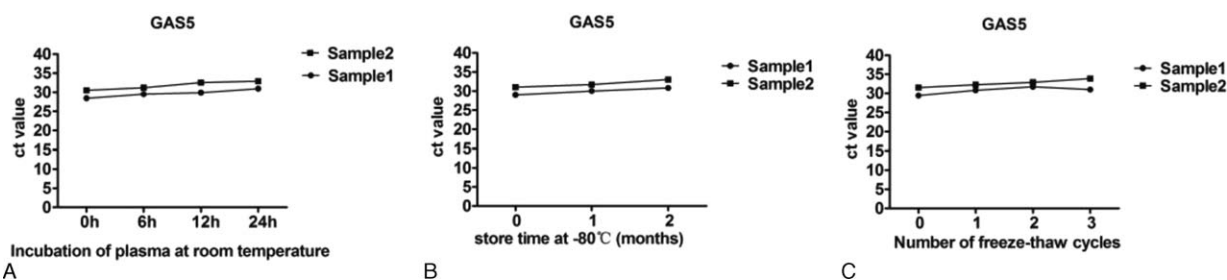 GAS5
40
35
30
25
20
15
10
5
0
ct value
0h 6h 12h 24h
Incubation of plasma at room temperature
Sample2
Sample1
A
GAS5
40
35
30
25
20
15
10
5
0
ct value
0 1 2
store time at -80℃ (months)
Sample1
Sample2
B
GAS5
40
35
30
25
20
15
10
5
0
ct value
0 1 2 3
Number of freeze-thaw cycles
Sample1
Sample2
C